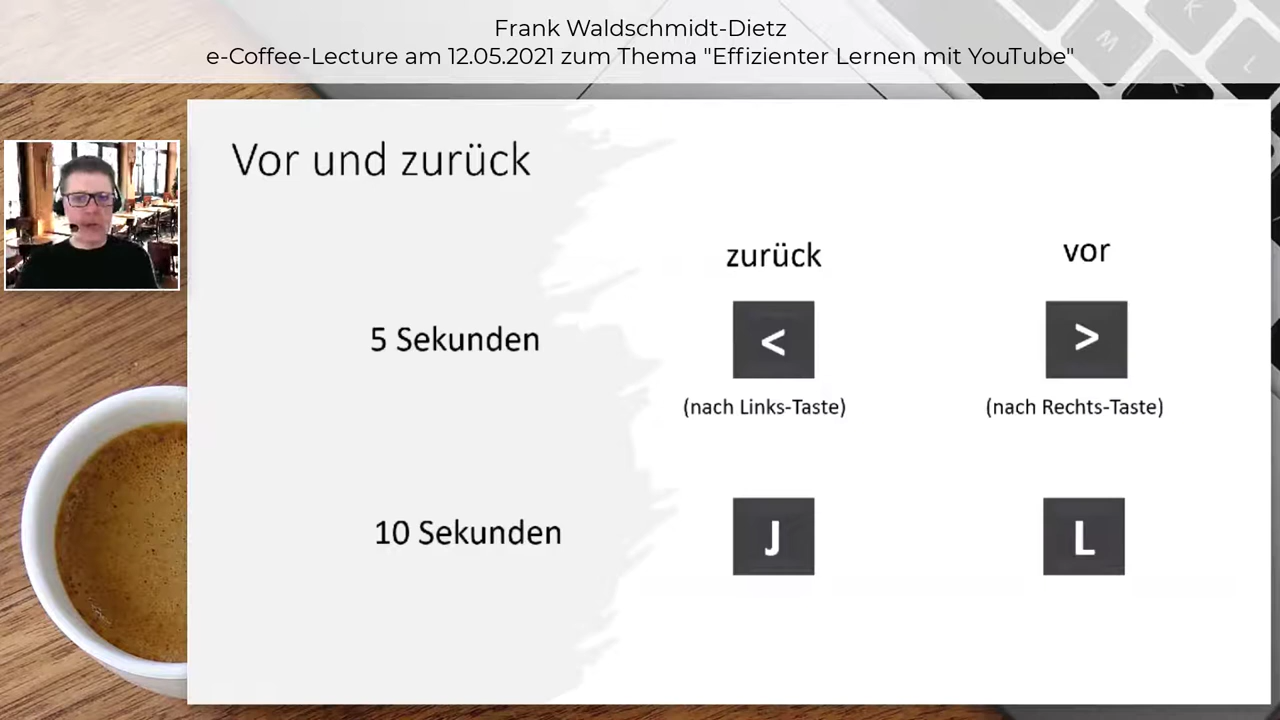 Frank Waldschmidt-Dietz
e-Coffee-Lecture am 12.05.2021 zum Thema "Effizienter Lernen mit YouTube"
Vor und zurück
zurück
vor
5 Sekunden
<
>
(nach Links-Taste)
(nach Rechts-Taste)
10 Sekunden
J
L